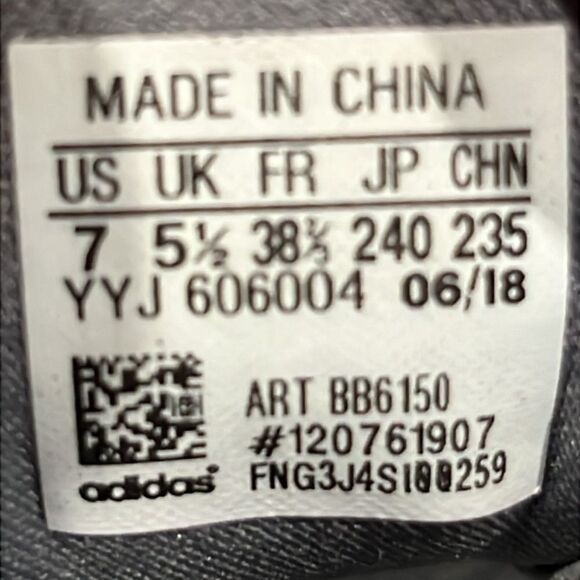 MADE IN CHINA
US UK FR JP CHN
7 5½ 38⅔ 240 235
YYJ 606004 06/18
ART BB6150
#120761907
adidas